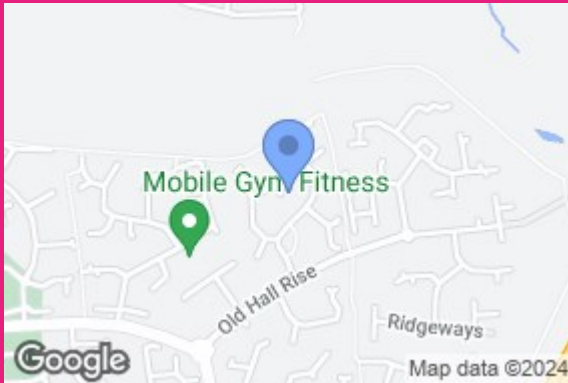 Mobile Gym Fitness
Old Hall Rise
Ridgeways
Google
Map data ©2024